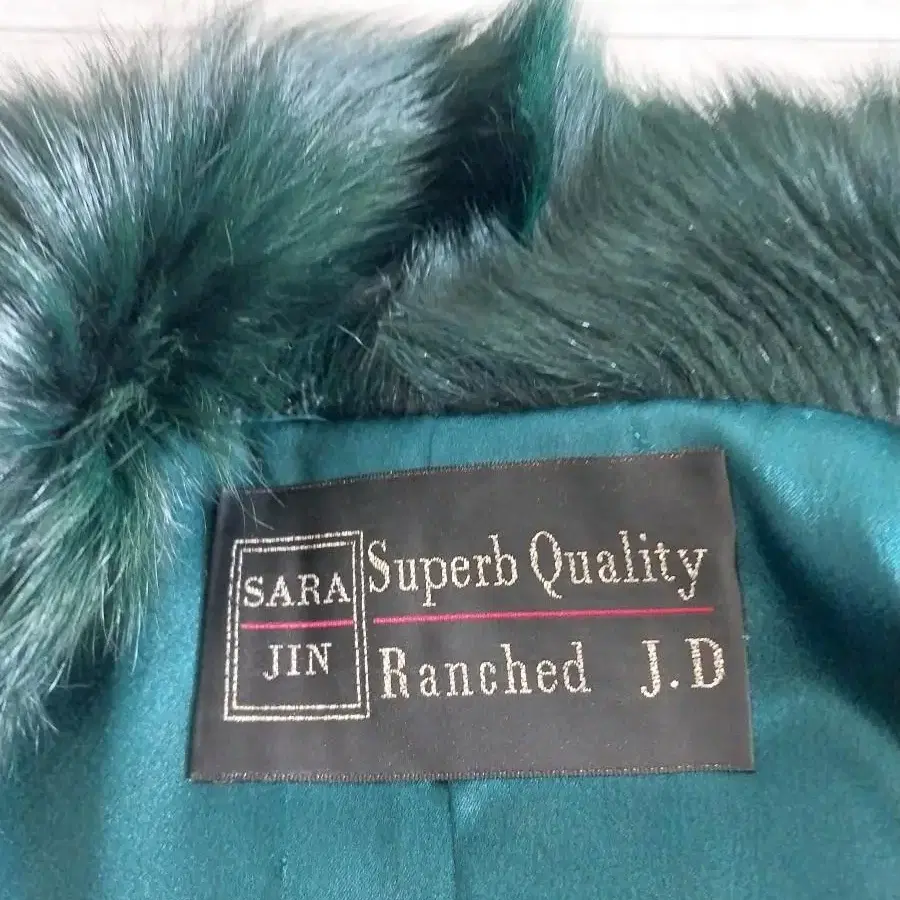 SARA
JIN
Superb Quality
Ranched J.D